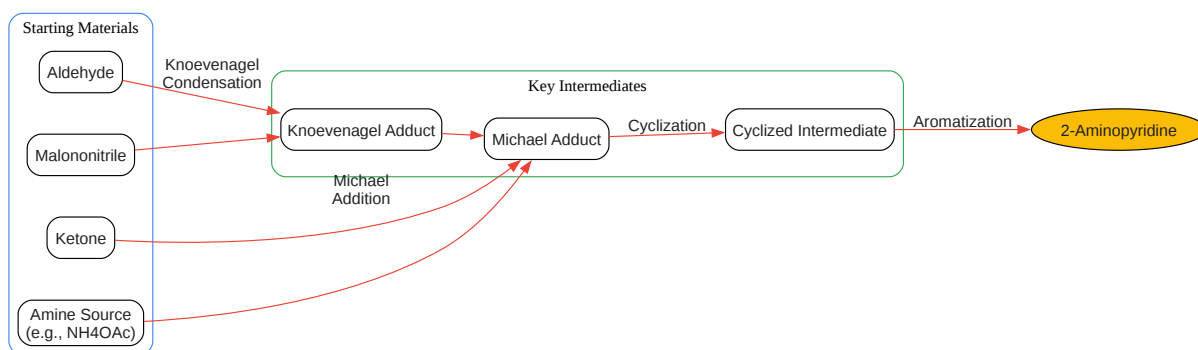 Starting Materials
Aldehyde
Knoevenagel
Condensation
Key Intermediates
Knoevenagel Adduct
Michael Adduct
Cyclization
Cyclized Intermediate
Aromatization
2-Aminopyridine
Malononitrile
Michael
Addition
Ketone
Amine Source
(e.g., NH4OAc)